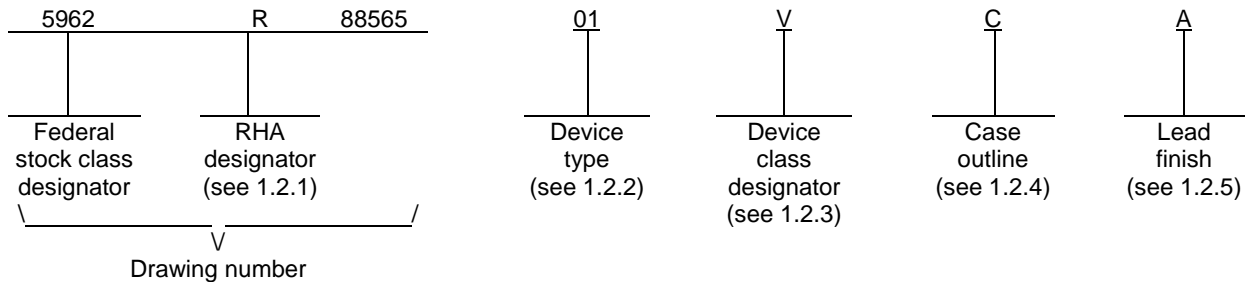 5962 R 88565 01 V C A
Federal stock class designator
RHA designator (see 1.2.1)
Device type (see 1.2.2)
Device class designator (see 1.2.3)
Case outline (see 1.2.4)
Lead finish (see 1.2.5)
Drawing number